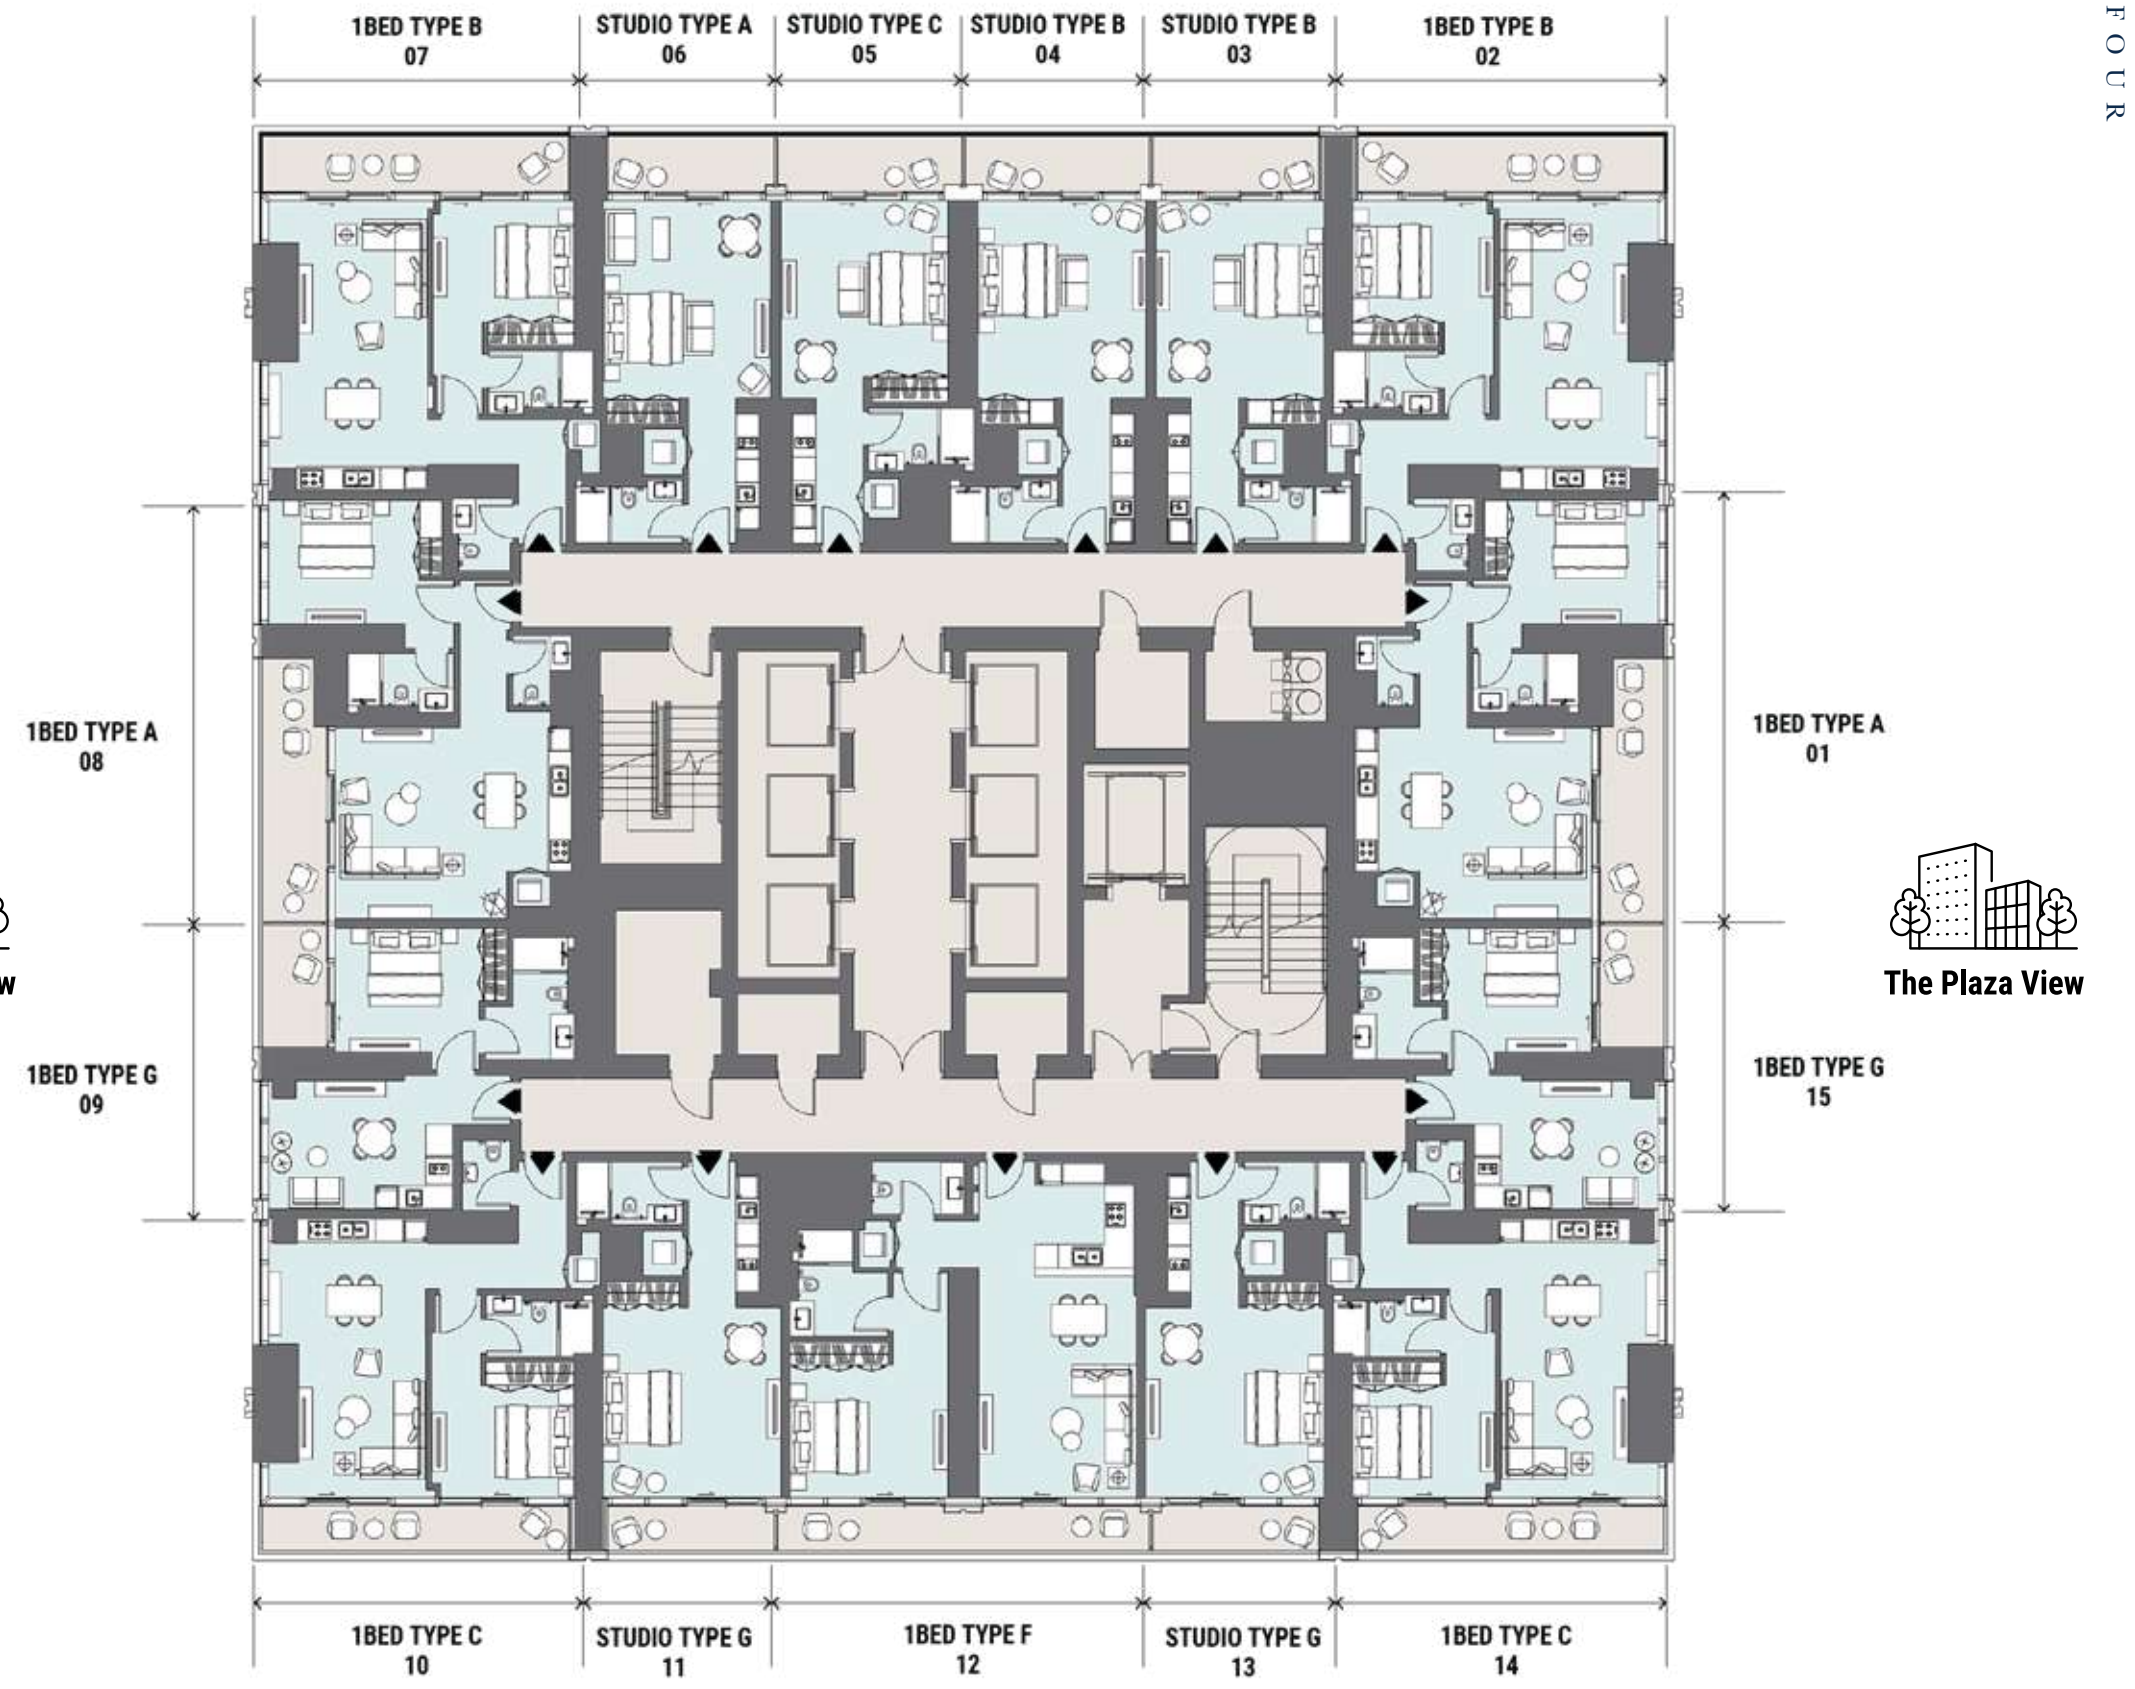 1BED TYPE B
07
STUDIO TYPE A
06
STUDIO TYPE C
05
STUDIO TYPE B
04
STUDIO TYPE B
03
1BED TYPE B
02
FOUR
1BED TYPE A
08
1BED TYPE A
01
The Plaza View
1BED TYPE G
09
1BED TYPE G
15
1BED TYPE C
10
STUDIO TYPE G
11
1BED TYPE F
12
STUDIO TYPE G
13
1BED TYPE C
14